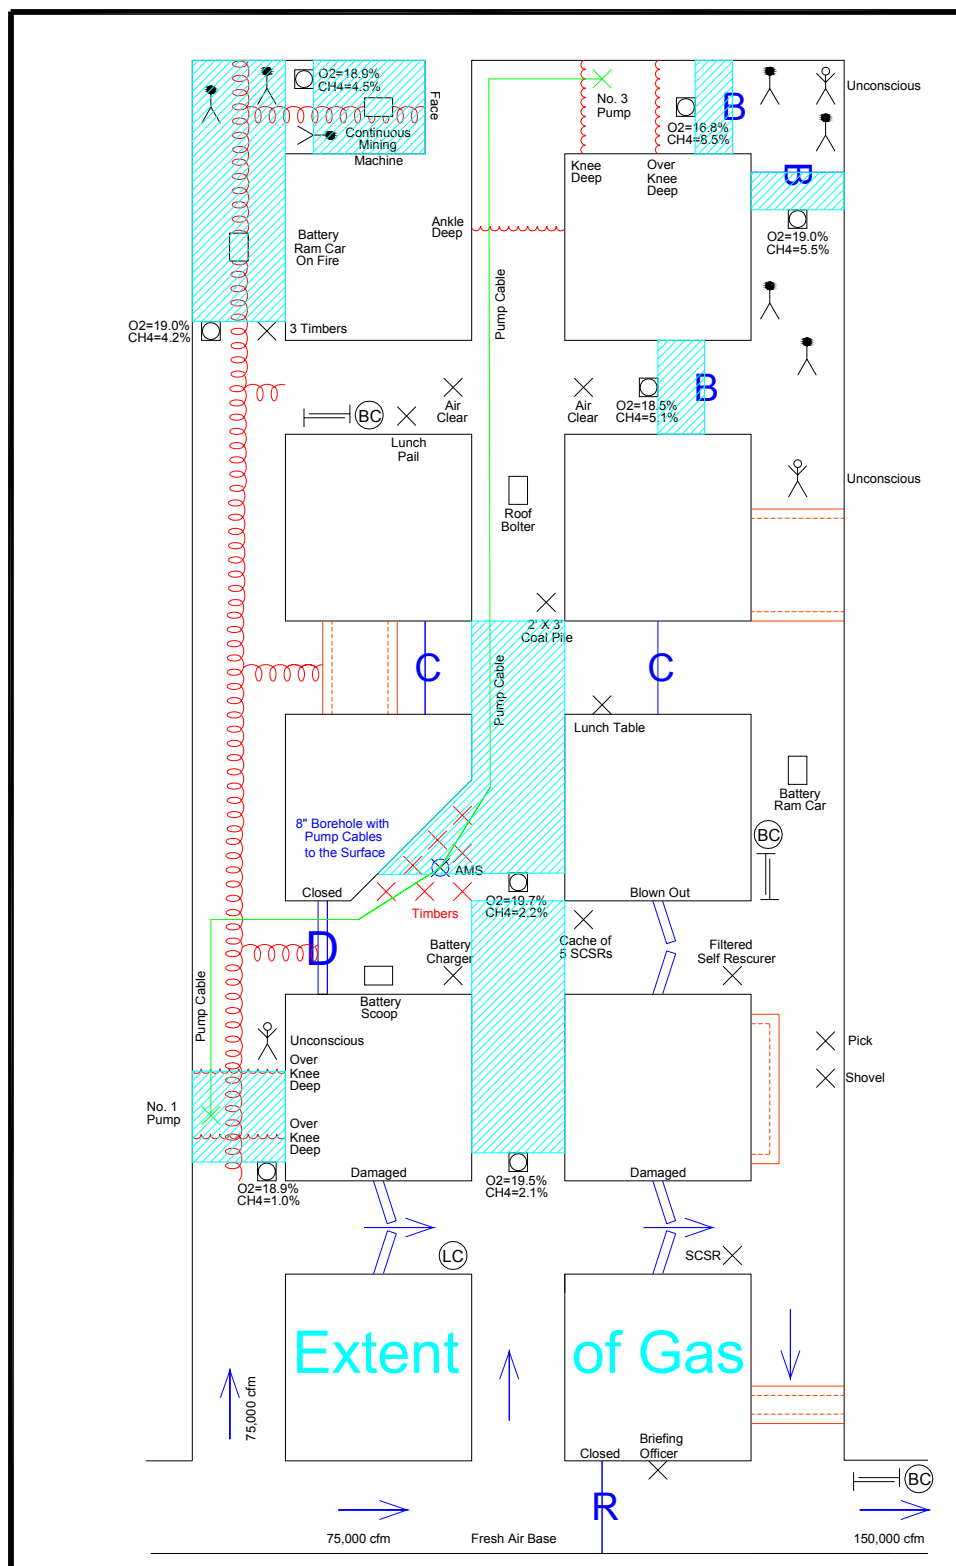 O2=18.9%
CH4=4.5%
Face
Continuous
Mining
Machine
No. 3
Pump
B
O2=16.8%
CH4=8.5%
Unconscious
Knee
Deep
Over
Knee
Deep
B
O2=19.0%
CH4=5.5%
Ankle
Deep
Battery
Ram Car
On Fire
Pump Cable
O2=19.0%
CH4=4.2%
3 Timbers
BC
Lunch
Pail
Air
Clear
Air
Clear
O2=18.5%
CH4=5.1%
B
Unconscious
Roof
Bolter
2' X 3'
Coal Pile
C
Pump Cable
C
Lunch Table
Battery
Ram Car
8" Borehole with
Pump Cables
to the Surface
BC
AMS
Closed
Timbers
O2=19.7%
CH4=2.2%
Blown Out
D
Battery
Charger
Cache of
5 SCSRs
Filtered
Self Rescurer
Pump Cable
Battery
Scoop
Unconscious
Over
Knee
Deep
Pick
Shovel
No. 1
Pump
Over
Knee
Deep
O2=18.9%
CH4=1.0%
Damaged
O2=19.5%
CH4=2.1%
Damaged
LC
SCSR
Extent of Gas
75,000 cfm
Closed
Briefing
Officer
R
BC
75,000 cfm
Fresh Air Base
150,000 cfm